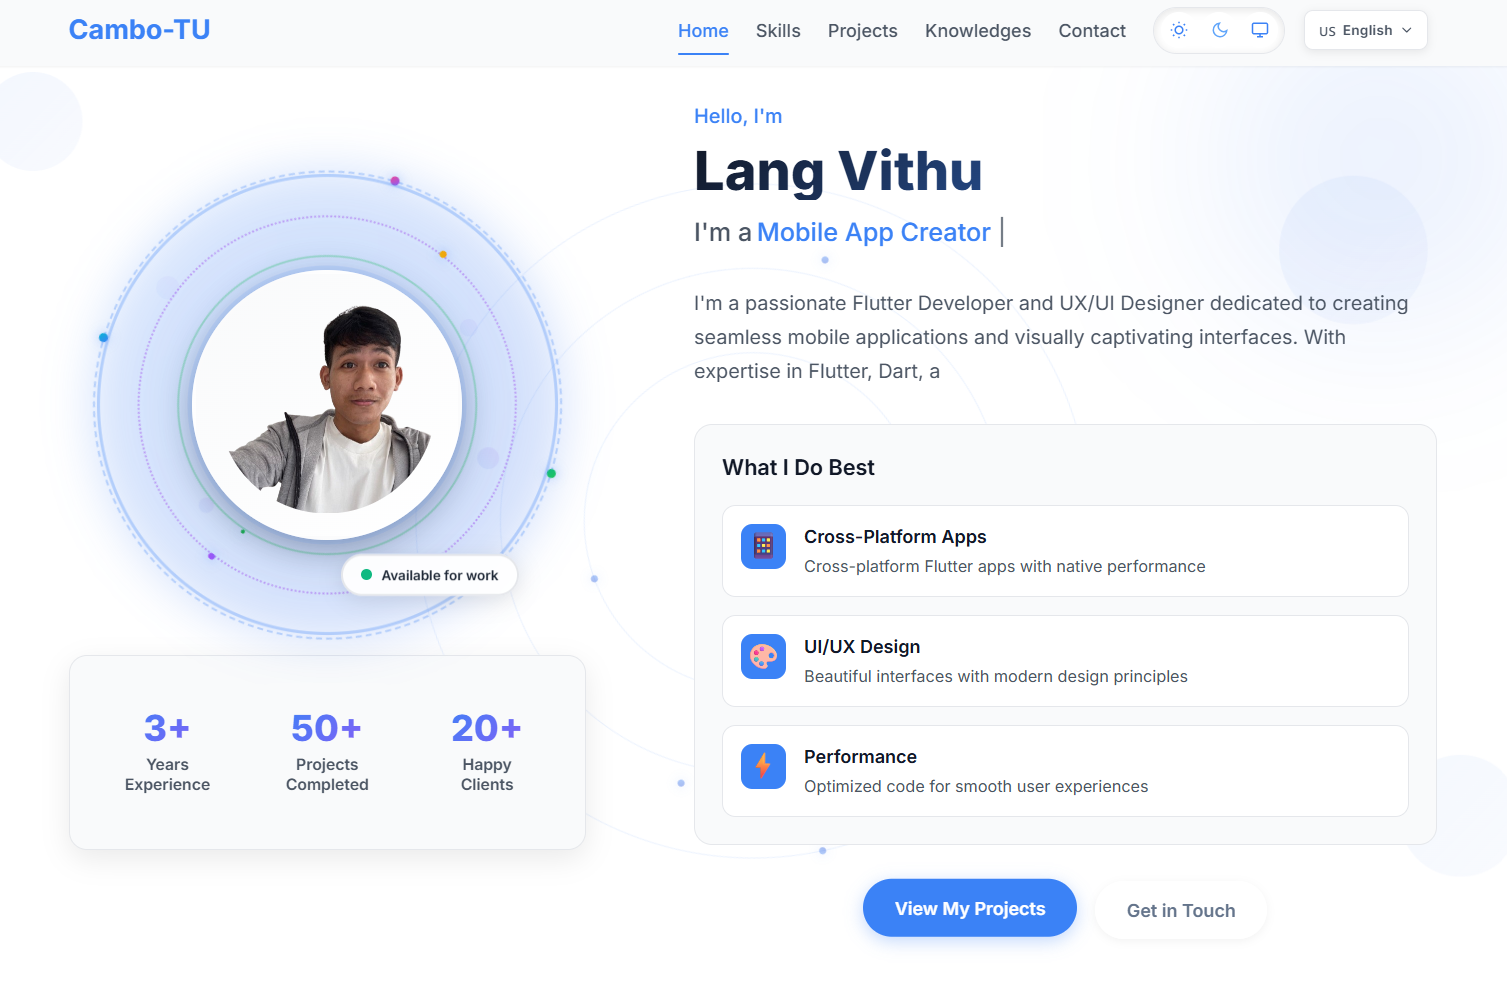 Cambo-TU
Home Skills Projects Knowledges Contact
US English
Hello, I'm
Lang Vithu
I'm a Mobile App Creator |
I'm a passionate Flutter Developer and UX/UI Designer dedicated to creating
seamless mobile applications and visually captivating interfaces. With
expertise in Flutter, Dart, a
Available for work
3+
Years
Experience
50+
Projects
Completed
20+
Happy
Clients
What I Do Best
Cross-Platform Apps
Cross-platform Flutter apps with native performance
UI/UX Design
Beautiful interfaces with modern design principles
Performance
Optimized code for smooth user experiences
View My Projects
Get in Touch